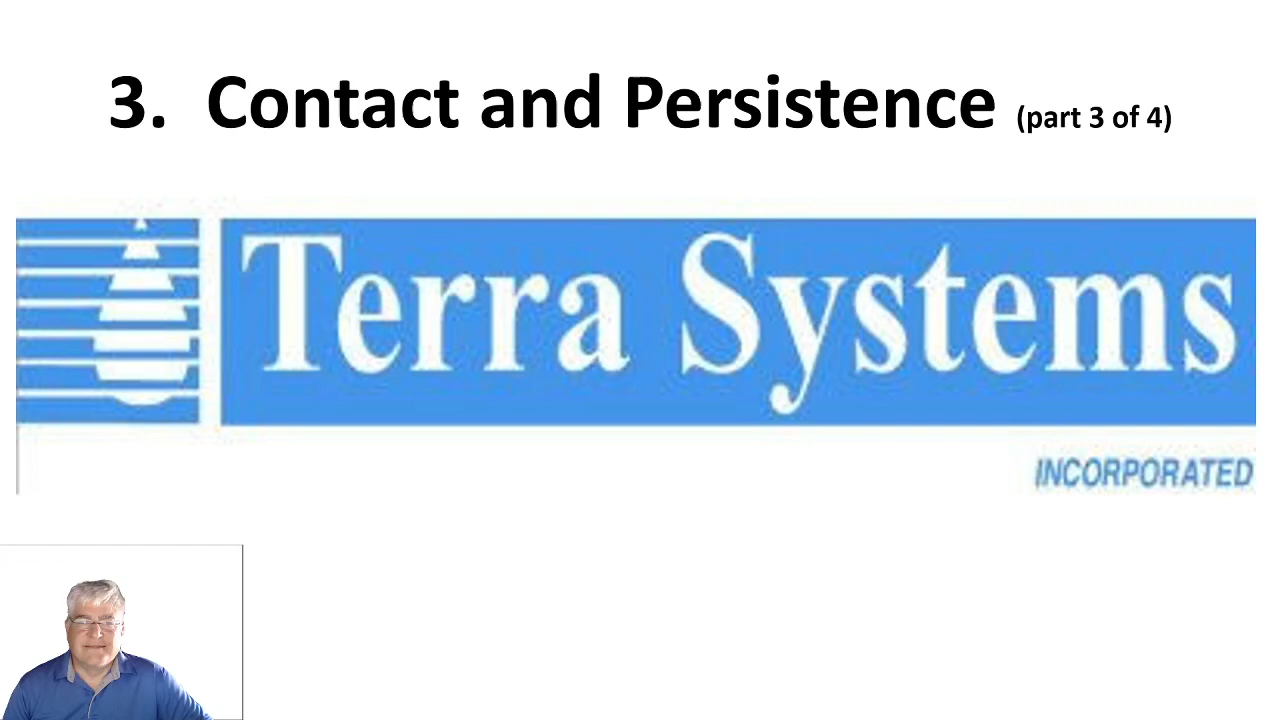 3. Contact and Persistence (part 3 of 4)
Terra Systems
INCORPORATED